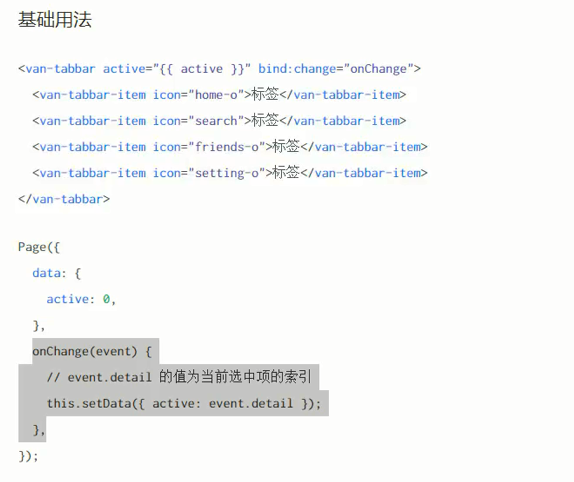 基础用法
<van-tabbar active="{{ active }}" bind:change="onChange">
  <van-tabbar-item icon="home-o">标签</van-tabbar-item>
  <van-tabbar-item icon="search">标签</van-tabbar-item>
  <van-tabbar-item icon="friends-o">标签</van-tabbar-item>
  <van-tabbar-item icon="setting-o">标签</van-tabbar-item>
</van-tabbar>
Page({
  data: {
    active: 0,
  },
  onChange(event) {
    // event.detail 的值为当前选中项的索引
    this.setData({ active: event.detail });
  },
});